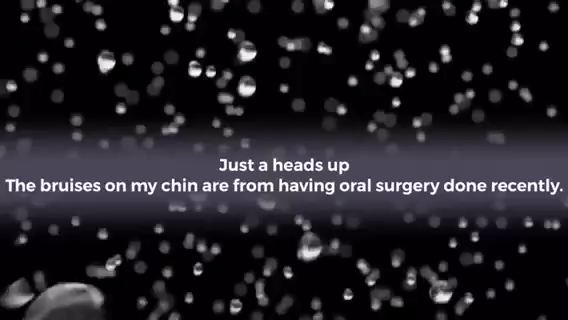 Just a heads up
The bruises on my chin are from having oral surgery done recently.